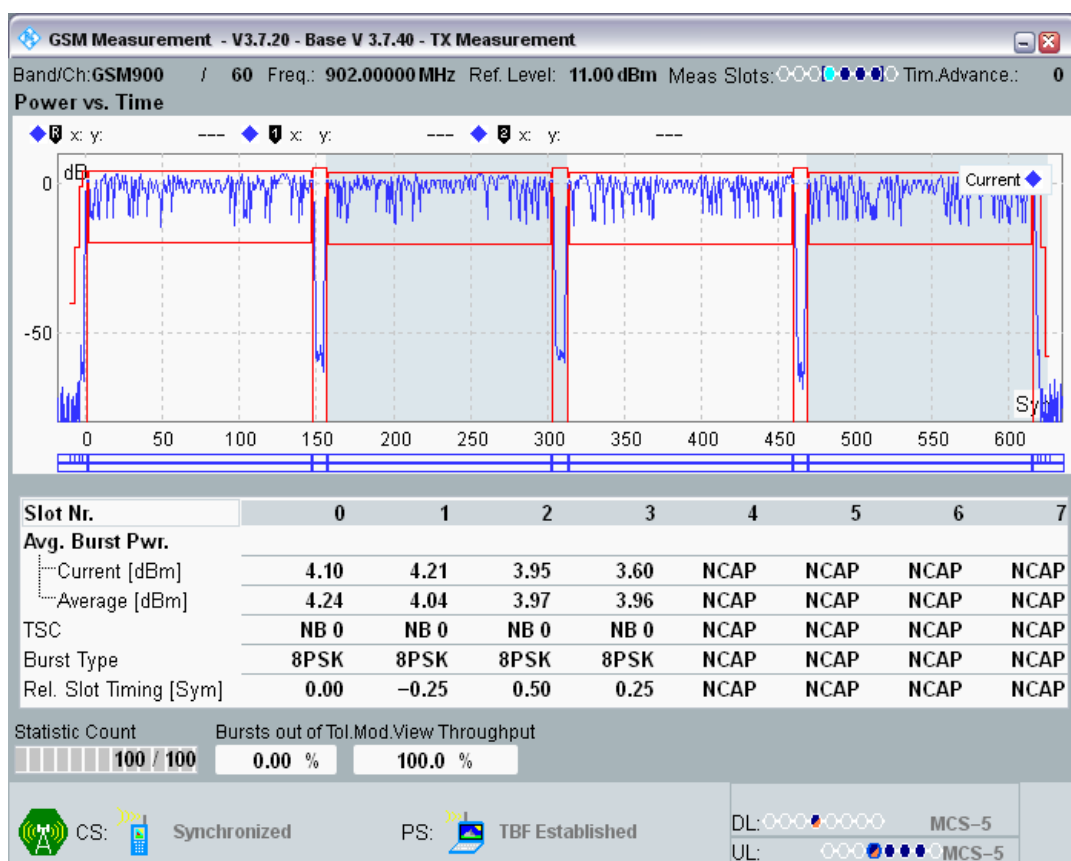 GSM Measurement - V3.7.20 - Base V 3.7.40 - TX Measurement
Band/Ch:GSM900 / 60 Freq.: 902.00000 MHz Ref. Level: 11.00 dBm Meas Slots: Tim.Advance.: 0
Power vs. Time
R x: y: --- 1 x: y: --- 2 x: y: ---
dB
Current
0
-50
Sy
0 50 100 150 200 250 300 350 400 450 500 550 600
Slot Nr. 0 1 2 3 4 5 6 7
Avg. Burst Pwr.
Current [dBm] 4.10 4.21 3.95 3.60 NCAP NCAP NCAP NCAP
Average [dBm] 4.24 4.04 3.97 3.96 NCAP NCAP NCAP NCAP
TSC NB 0 NB 0 NB 0 NB 0 NCAP NCAP NCAP NCAP
Burst Type 8PSK 8PSK 8PSK 8PSK NCAP NCAP NCAP NCAP
Rel. Slot Timing [Sym] 0.00 −0.25 0.50 0.25 NCAP NCAP NCAP NCAP
Statistic Count Bursts out of Tol.Mod.View Throughput
100 / 100 0.00 % 100.0 %
CS: Synchronized PS: TBF Established
DL: MCS−5
UL: MCS−5